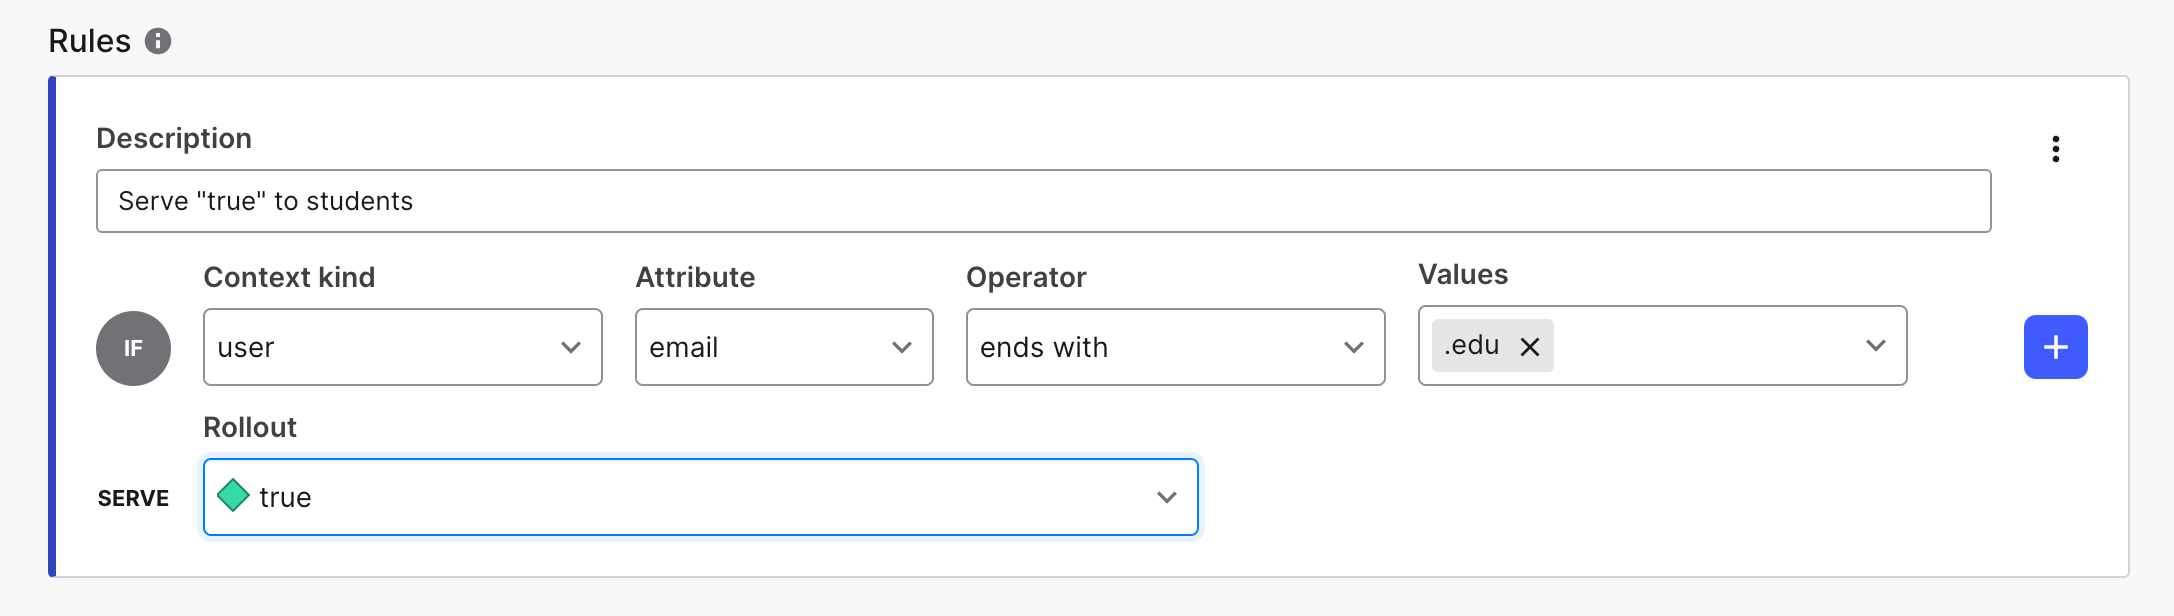 Rules
Description
Serve "true" to students
Context kind
Attribute
Operator
Values
IF
user
email
ends with
.edu
Rollout
SERVE
true